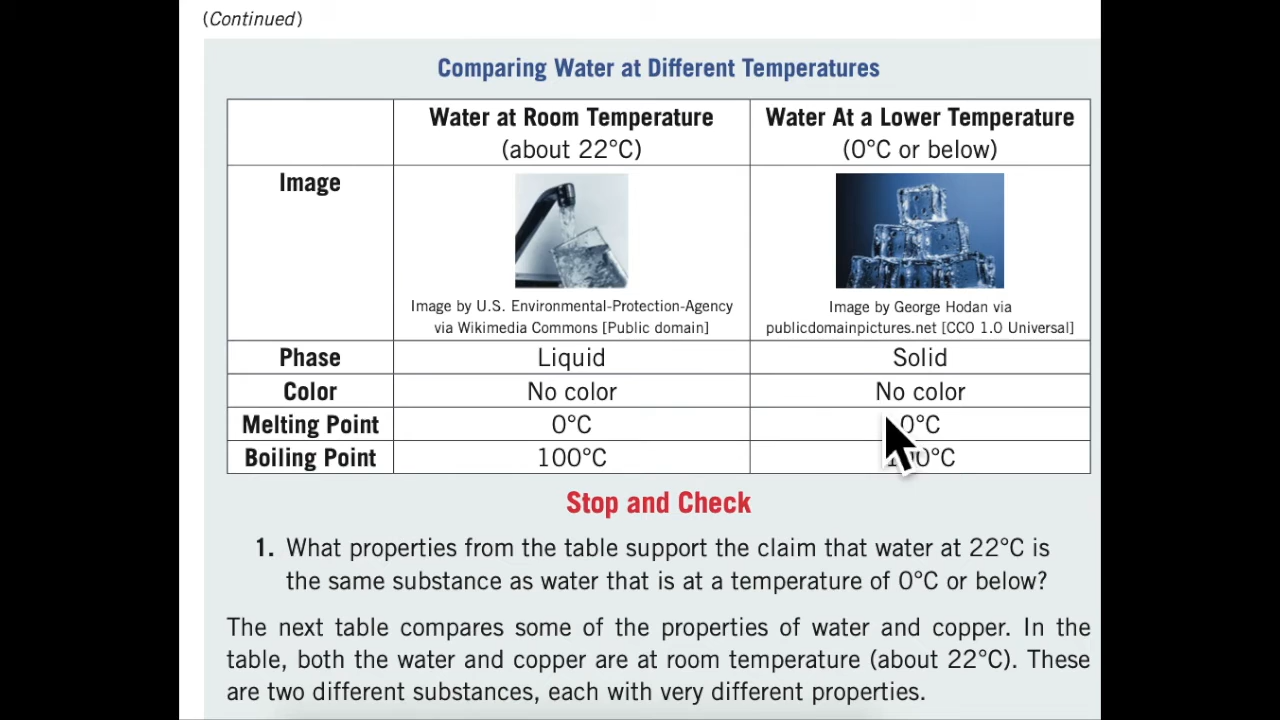 (Continued)
Comparing Water at Different Temperatures
Water at Room Temperature
(about 22°C)
Water At a Lower Temperature
(0°C or below)
Image
Image by U.S. Environmental-Protection-Agency
via Wikimedia Commons [Public domain]
Image by George Hodan via
publicdomainpictures.net [CC0 1.0 Universal]
Phase Liquid Solid
Color No color No color
Melting Point 0°C 0°C
Boiling Point 100°C 100°C
Stop and Check
1. What properties from the table support the claim that water at 22°C is
the same substance as water that is at a temperature of 0°C or below?
The next table compares some of the properties of water and copper. In the
table, both the water and copper are at room temperature (about 22°C). These
are two different substances, each with very different properties.